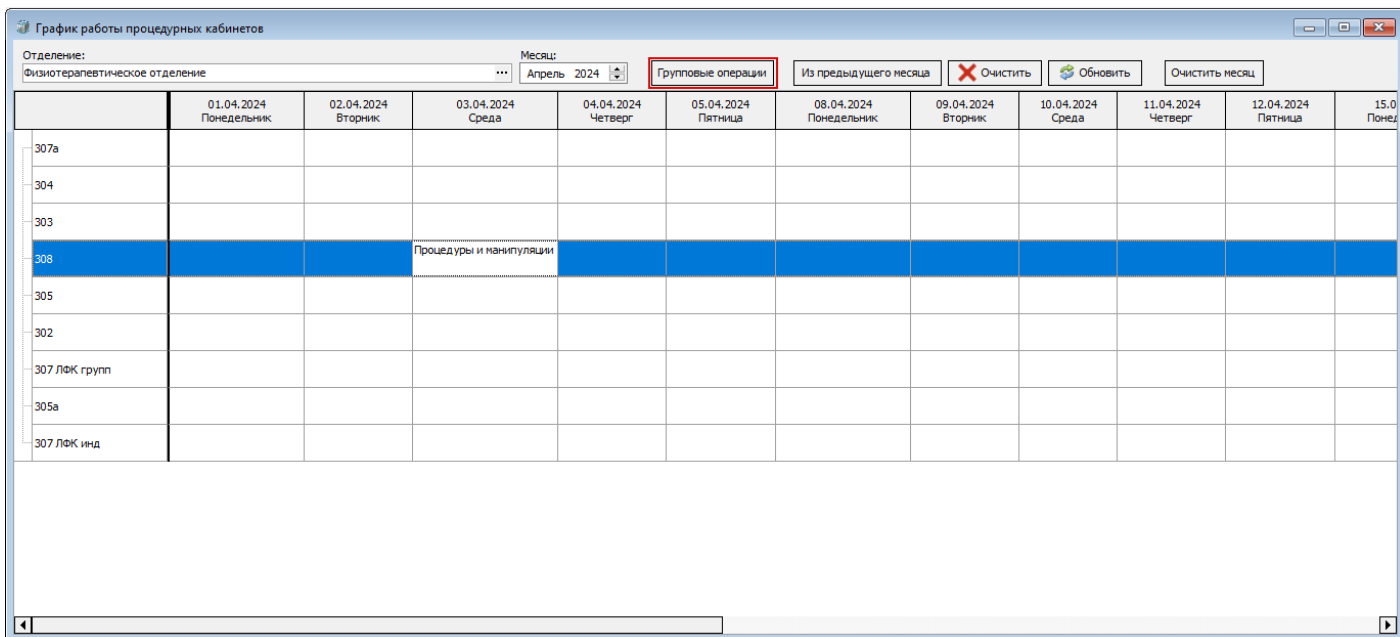 График работы процедурных кабинетов
Отделение:
Месяц:
Физиотерапевтическое отделение ...
Апрель 2024
Групповые операции
Из предыдущего месяца
Очистить
Обновить
Очистить месяц
01.04.2024 02.04.2024 03.04.2024 04.04.2024 05.04.2024 08.04.2024 09.04.2024 10.04.2024 11.04.2024 12.04.2024 15.0
Понедельник Вторник Среда Четверг Пятница Понедельник Вторник Среда Четверг Пятница Понед
307а
304
303
308 Процедуры и манипуляции
305
302
307 ЛФК групп
305а
307 ЛФК инд